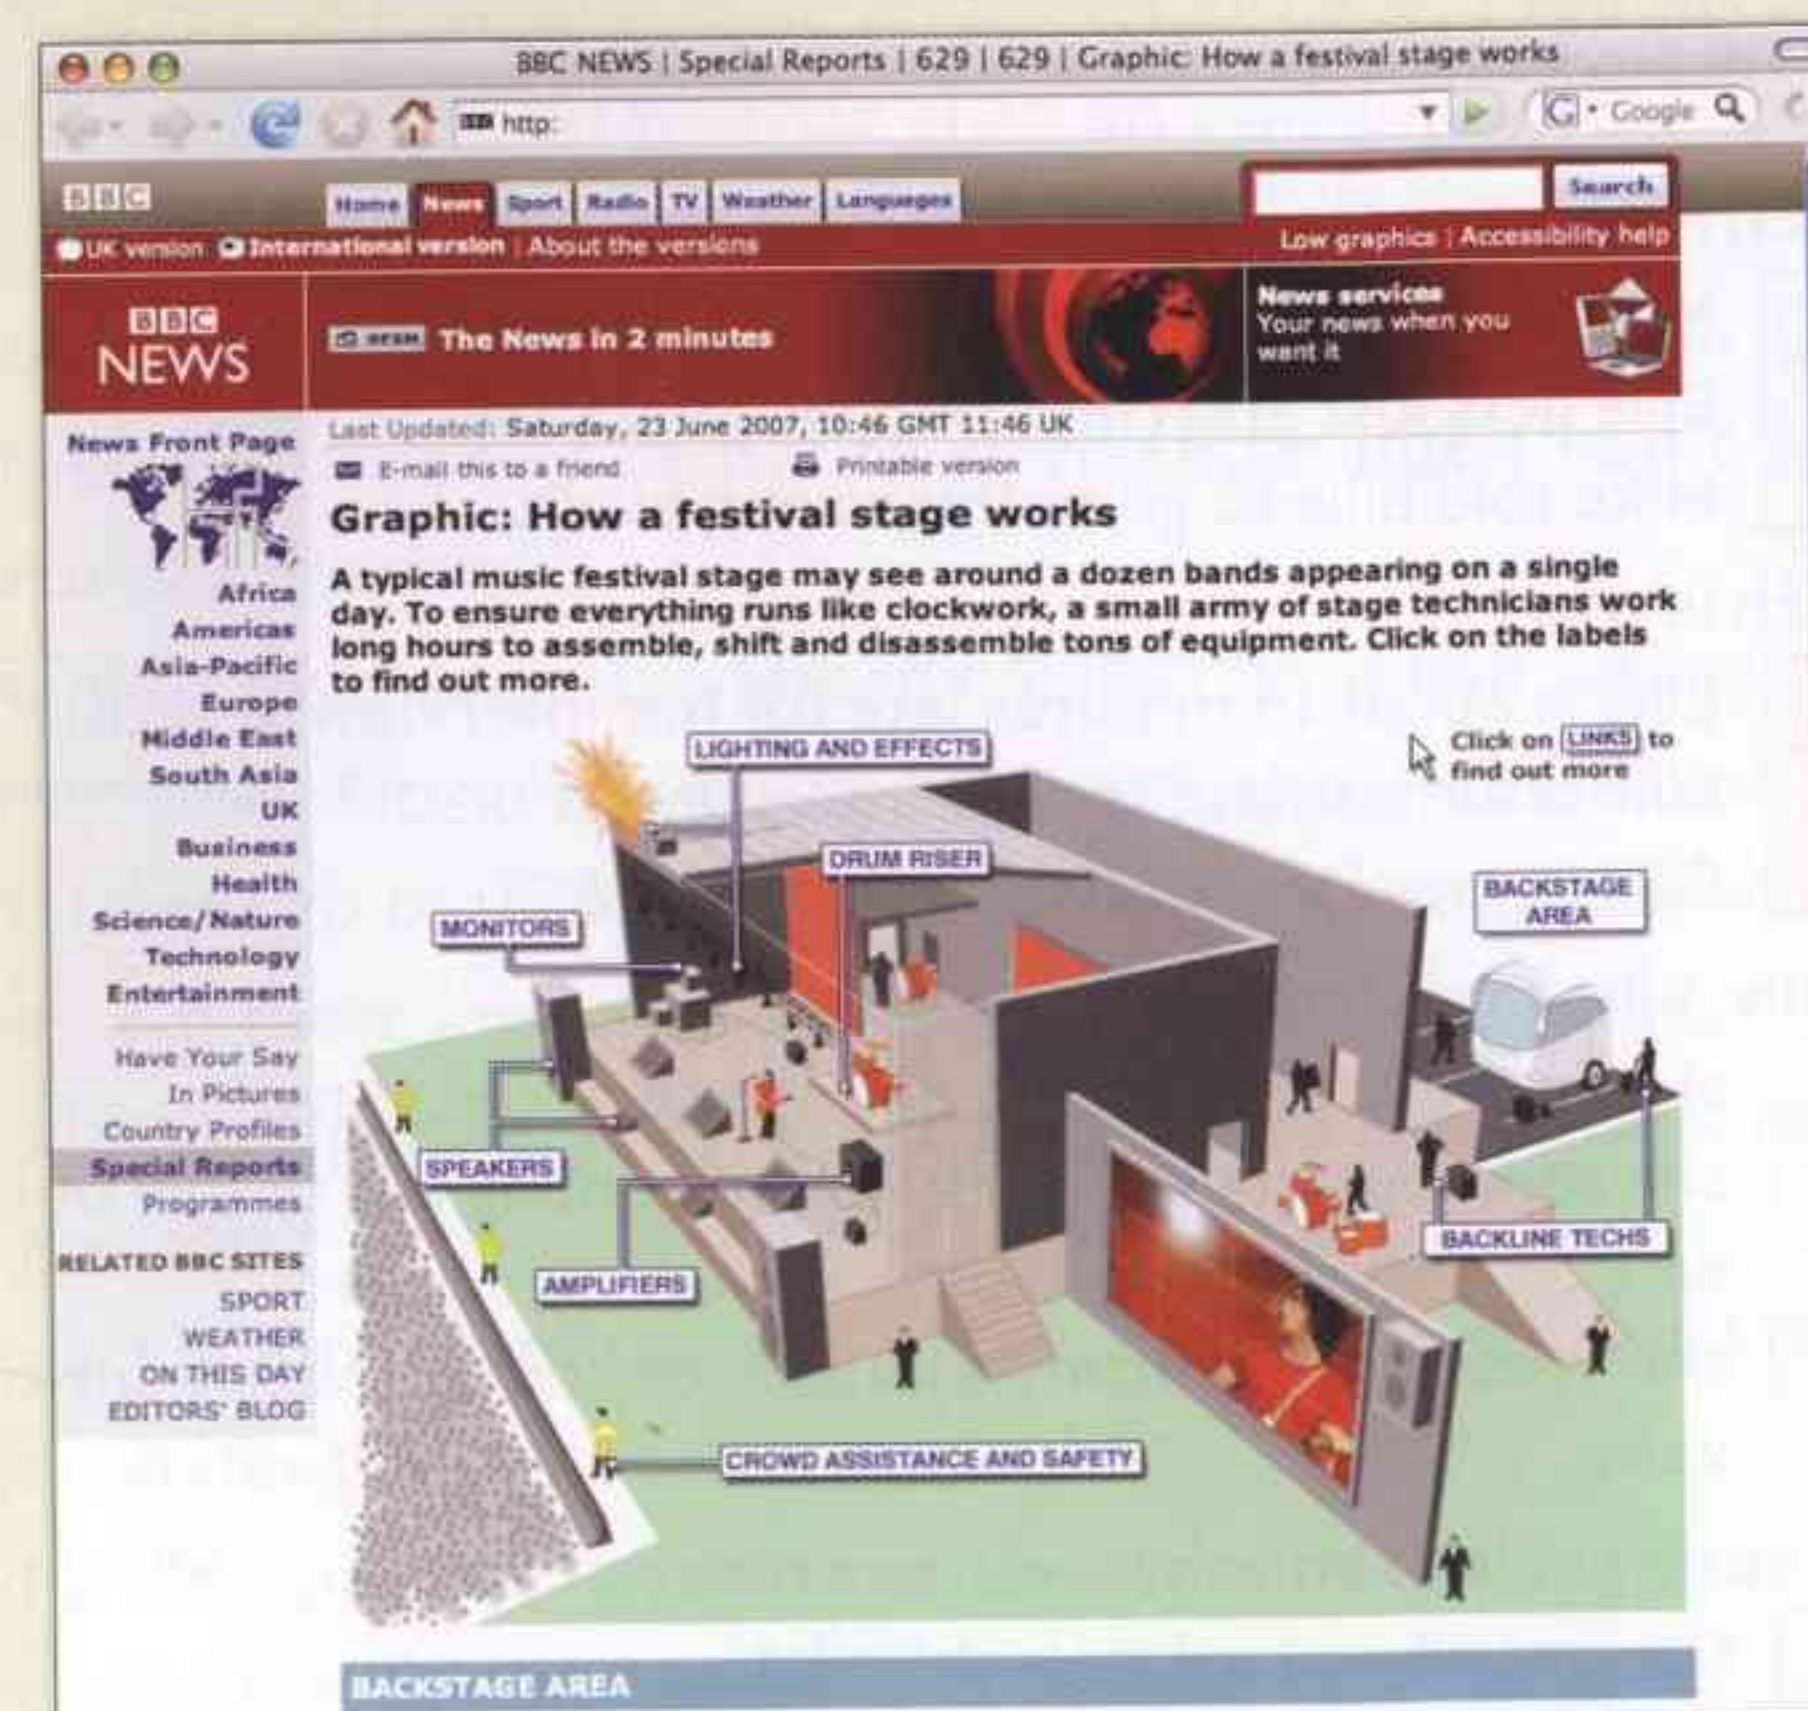 BBC NEWS | Special Reports | 629 | 629 | Graphic: How a festival stage works
http:
Google
BBC
Home News Sport Radio TV Weather Languages
Search
UK version International version | About the versions
Low graphics | Accessibility help
BBC
NEWS
OPEN The News in 2 minutes
News services
Your news when you
want it
Last Updated: Saturday, 23 June 2007, 10:46 GMT 11:46 UK
E-mail this to a friend
Printable version
Graphic: How a festival stage works
A typical music festival stage may see around a dozen bands appearing on a single
day. To ensure everything runs like clockwork, a small army of stage technicians work
long hours to assemble, shift and disassemble tons of equipment. Click on the labels
to find out more.
News Front Page
Africa
Americas
Asia-Pacific
Europe
Middle East
South Asia
UK
Business
Health
Science/Nature
Technology
Entertainment
Have Your Say
In Pictures
Country Profiles
Special Reports
Programmes
RELATED BBC SITES
SPORT
WEATHER
ON THIS DAY
EDITORS' BLOG
LIGHTING AND EFFECTS
Click on LINKS to
find out more
DRUM RISER
BACKSTAGE
AREA
MONITORS
SPEAKERS
BACKLINE TECHS
AMPLIFIERS
CROWD ASSISTANCE AND SAFETY
BACKSTAGE AREA